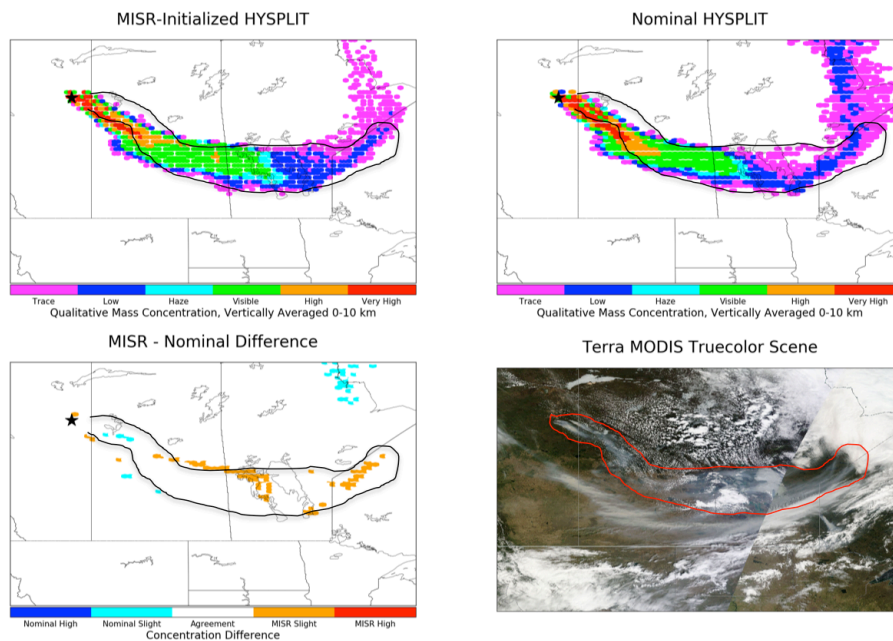 MISR-Initialized HYSPLIT
Nominal HYSPLIT
Trace Low Haze Visible High Very High
Qualitative Mass Concentration, Vertically Averaged 0-10 km
Trace Low Haze Visible High Very High
Qualitative Mass Concentration, Vertically Averaged 0-10 km
MISR - Nominal Difference
Terra MODIS Truecolor Scene
Nominal High Nominal Slight Agreement MISR Slight MISR High
Concentration Difference